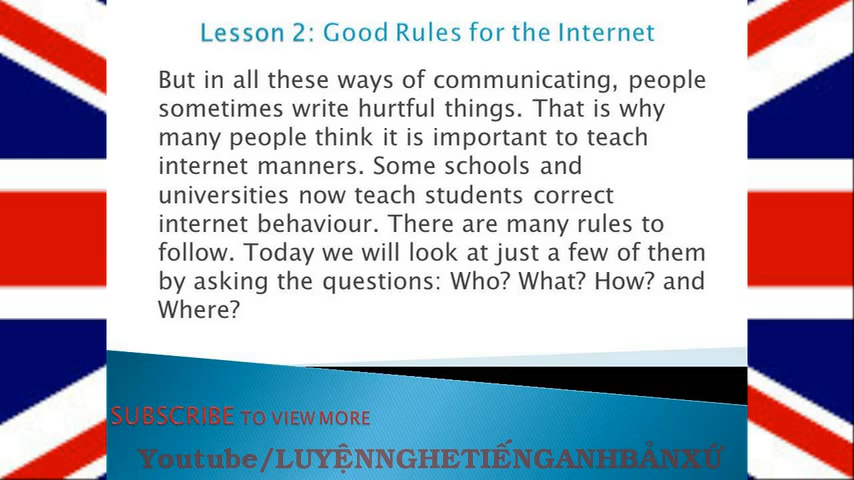 Lesson 2: Good Rules for the Internet
But in all these ways of communicating, people
sometimes write hurtful things. That is why
many people think it is important to teach
internet manners. Some schools and
universities now teach students correct
internet behaviour. There are many rules to
follow. Today we will look at just a few of them
by asking the questions: Who? What? How? and
Where?
SUBSCRIBE TO VIEW MORE
Youtube/LUYỆNNGHETIẾNGANHBẢNXỨ